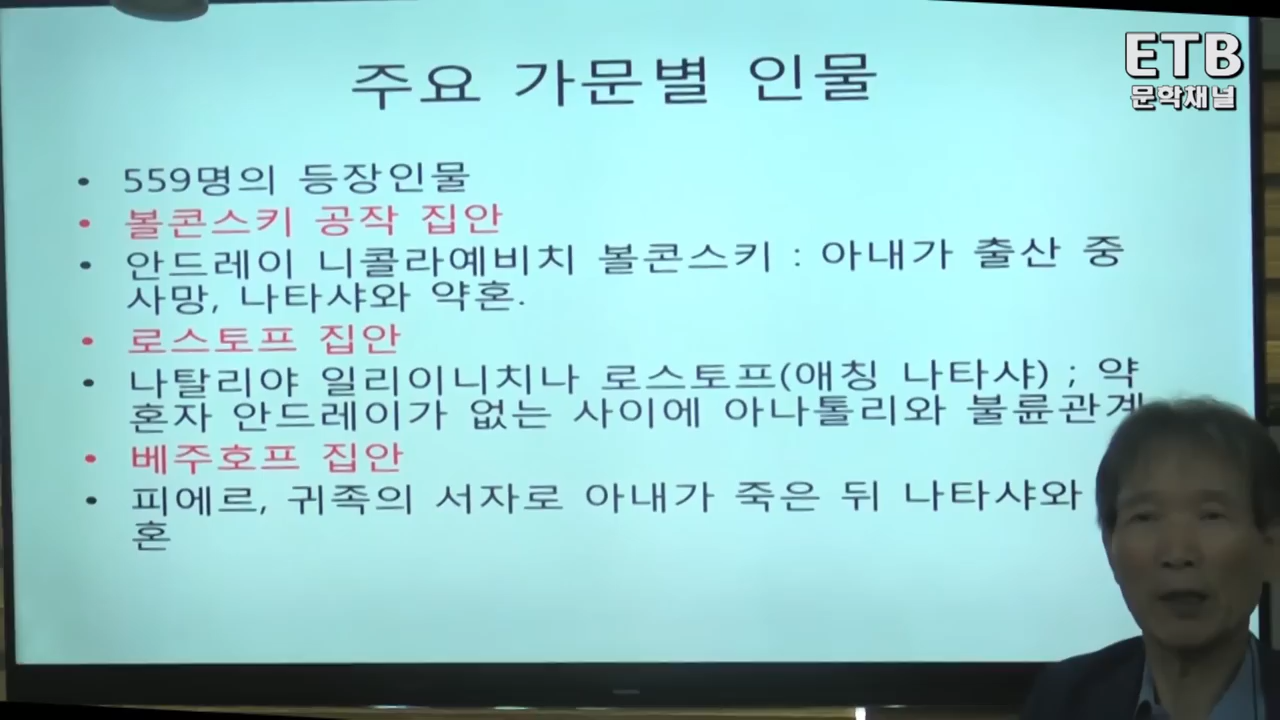 ETB
문학채널
주요 가문별 인물
• 559명의 등장인물
• 볼콘스키 공작 집안
• 안드레이 니콜라예비치 볼콘스키 : 아내가 출산 중
사망, 나타샤와 약혼.
• 로스토프 집안
• 나탈리야 일리이니치나 로스토프(애칭 나타샤) ; 약
혼자 안드레이가 없는 사이에 아나톨리와 불륜관계
• 베주호프 집안
• 피에르, 귀족의 서자로 아내가 죽은 뒤 나타샤와
혼